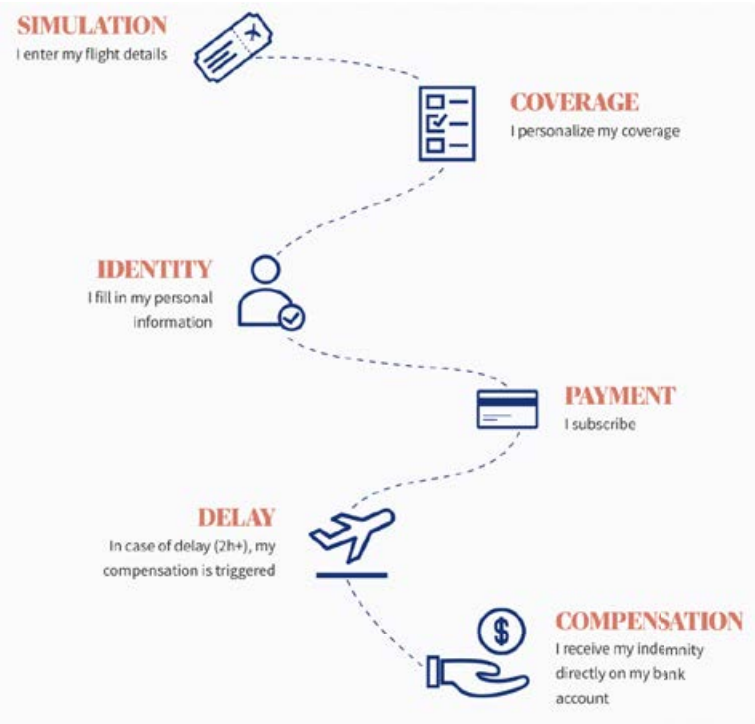 SIMULATION
I enter my flight details
COVERAGE
I personalize my coverage
IDENTITY
I fill in my personal
information
PAYMENT
I subscribe
DELAY
In case of delay (2h+), my
compensation is triggered
$
COMPENSATION
I receive my indemnity
directly on my bank
account